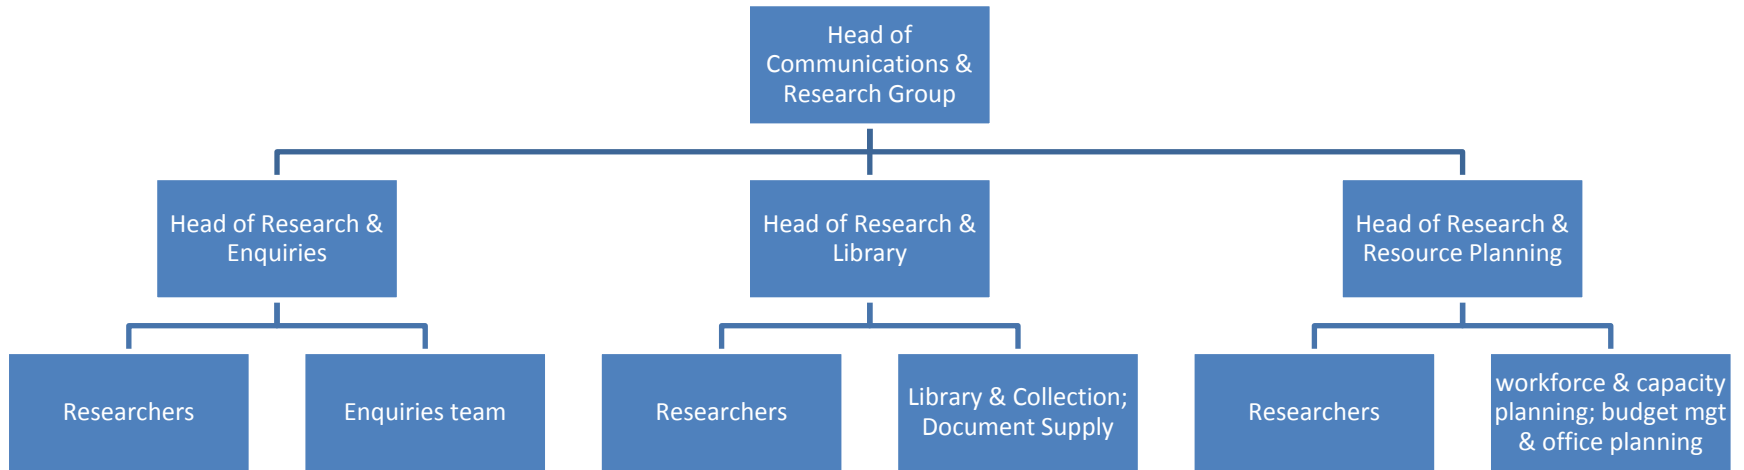 Head of
Communications &
Research Group
Head of Research &
Enquiries
Head of Research &
Library
Head of Research &
Resource Planning
Researchers
Enquiries team
Researchers
Library & Collection;
Document Supply
Researchers
workforce & capacity
planning; budget mgt
& office planning